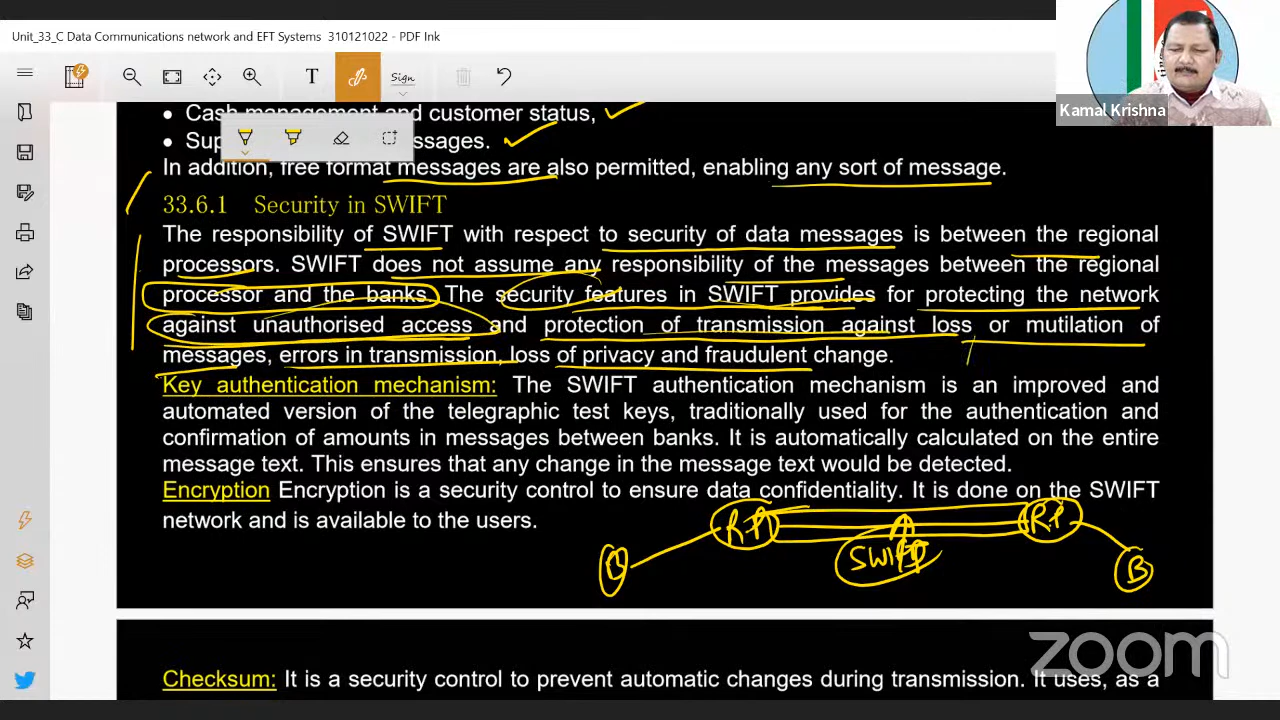 Unit_33_C Data Communications network and EFT Systems 310121022 - PDF Ink
T
Sign
Kamal Krishna
• Cash management and customer status,
• Sup ssages.
In addition, free format messages are also permitted, enabling any sort of message.
33.6.1 Security in SWIFT
The responsibility of SWIFT with respect to security of data messages is between the regional
processors. SWIFT does not assume any responsibility of the messages between the regional
processor and the banks. The security features in SWIFT provides for protecting the network
against unauthorised access and protection of transmission against loss or mutilation of
messages, errors in transmission, loss of privacy and fraudulent change.
Key authentication mechanism: The SWIFT authentication mechanism is an improved and
automated version of the telegraphic test keys, traditionally used for the authentication and
confirmation of amounts in messages between banks. It is automatically calculated on the entire
message text. This ensures that any change in the message text would be detected.
Encryption Encryption is a security control to ensure data confidentiality. It is done on the SWIFT
network and is available to the users.
R.P R.P
B SWIFT B
zoom
Checksum: It is a security control to prevent automatic changes during transmission. It uses, as a